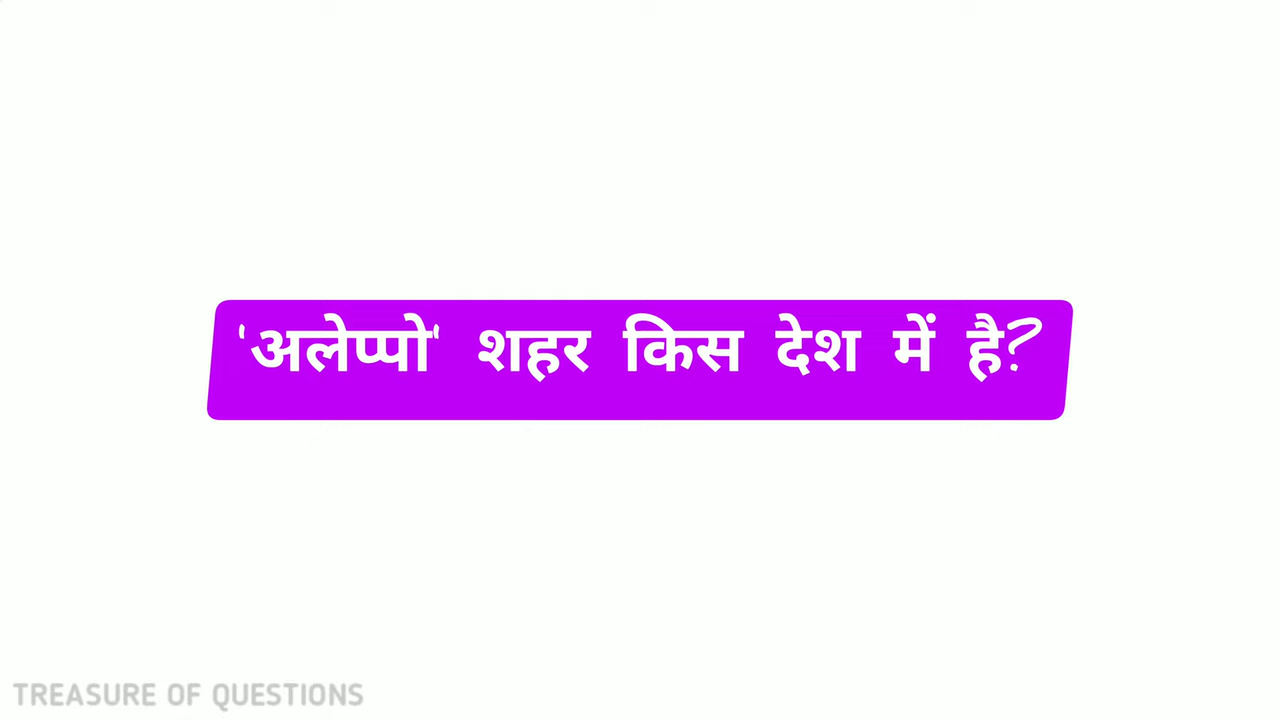 'अलेप्पो' शहर किस देश में है?
TREASURE OF QUESTIONS